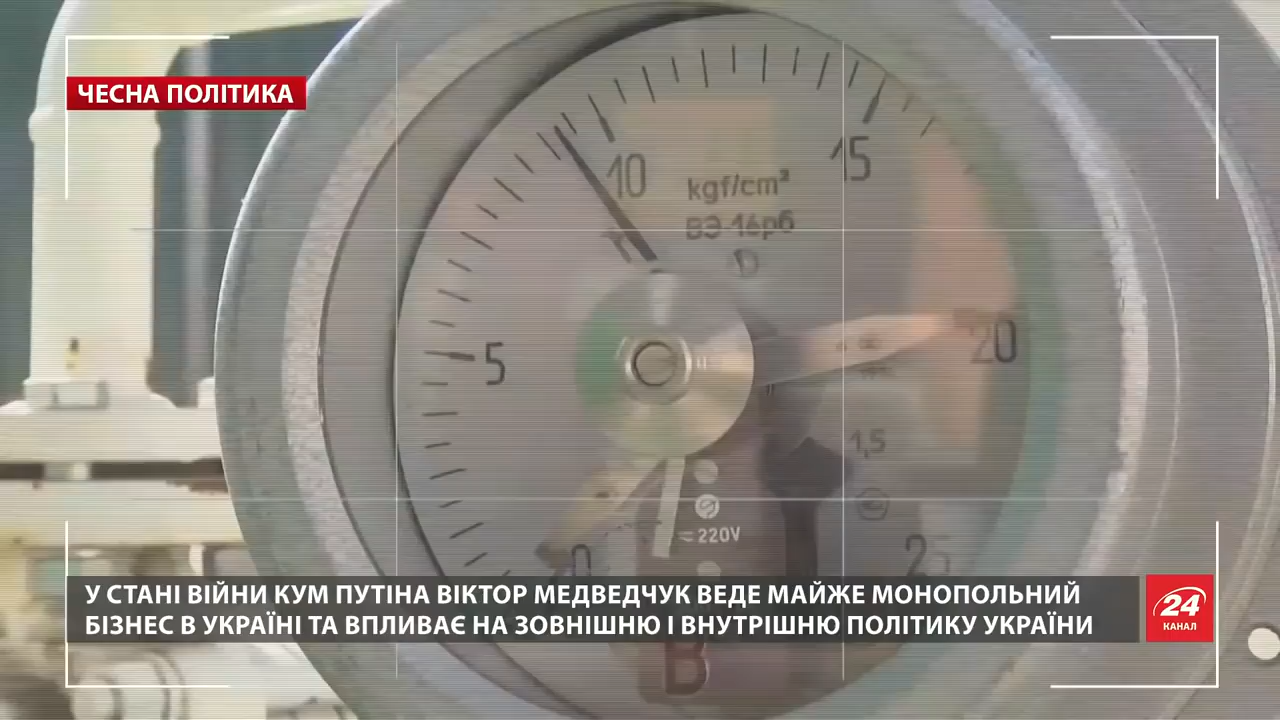 ЧЕСНА ПОЛІТИКА
10
15
kgf/cm²
ВЭ-16рб
5
20
1,5
=220V
0
25
У СТАНІ ВІЙНИ КУМ ПУТІНА ВІКТОР МЕДВЕДЧУК ВЕДЕ МАЙЖЕ МОНОПОЛЬНИЙ
БІЗНЕС В УКРАЇНІ ТА ВПЛИВАЄ НА ЗОВНІШНЮ І ВНУТРІШНЮ ПОЛІТИКУ УКРАЇНИ
24
КАНАЛ
В